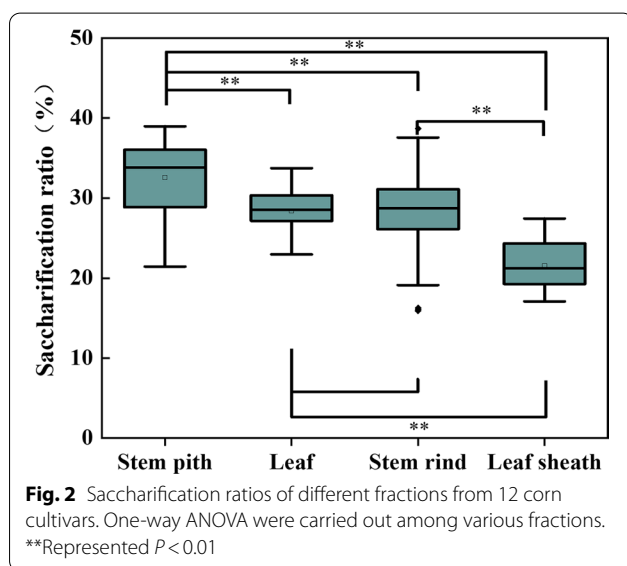 50
40
30
20
10
0
Saccharification ratio (%)
**
**
**
**
**
Stem pith Leaf Stem rind Leaf sheath
Fig. 2 Saccharification ratios of different fractions from 12 corn
cultivars. One-way ANOVA were carried out among various fractions.
**Represented P < 0.01